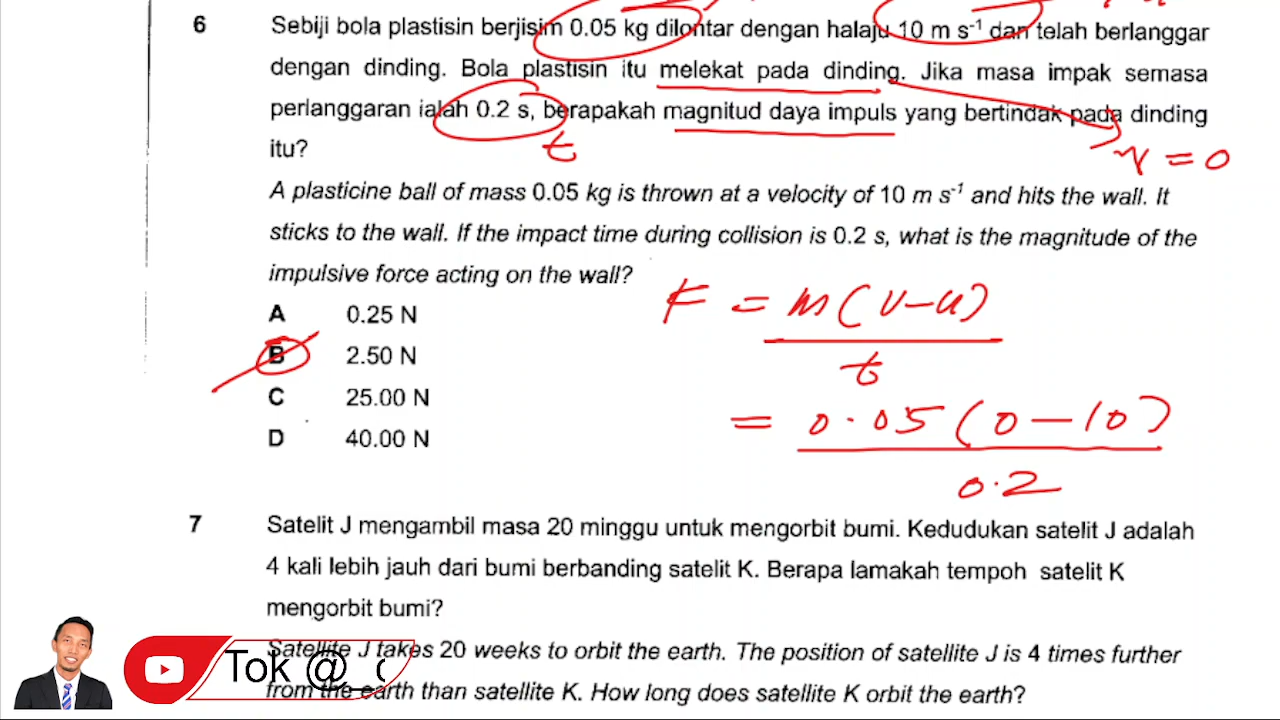 6 Sebiji bola plastisin berjisim 0.05 kg dilontar dengan halaju 10 m s⁻¹ dan telah berlanggar
dengan dinding. Bola plastisin itu melekat pada dinding. Jika masa impak semasa
perlanggaran ialah 0.2 s, berapakah magnitud daya impuls yang bertindak pada dinding
itu?
t
v = 0
A plasticine ball of mass 0.05 kg is thrown at a velocity of 10 m s⁻¹ and hits the wall. It
sticks to the wall. If the impact time during collision is 0.2 s, what is the magnitude of the
impulsive force acting on the wall?
A 0.25 N
B 2.50 N
C 25.00 N
D 40.00 N
F = m(v-u)
t
= 0.05(0-10)
0.2
7 Satelit J mengambil masa 20 minggu untuk mengorbit bumi. Kedudukan satelit J adalah
4 kali lebih jauh dari bumi berbanding satelit K. Berapa lamakah tempoh satelit K
mengorbit bumi?
Satellite J takes 20 weeks to orbit the earth. The position of satellite J is 4 times further
from the earth than satellite K. How long does satellite K orbit the earth?
Tok @_